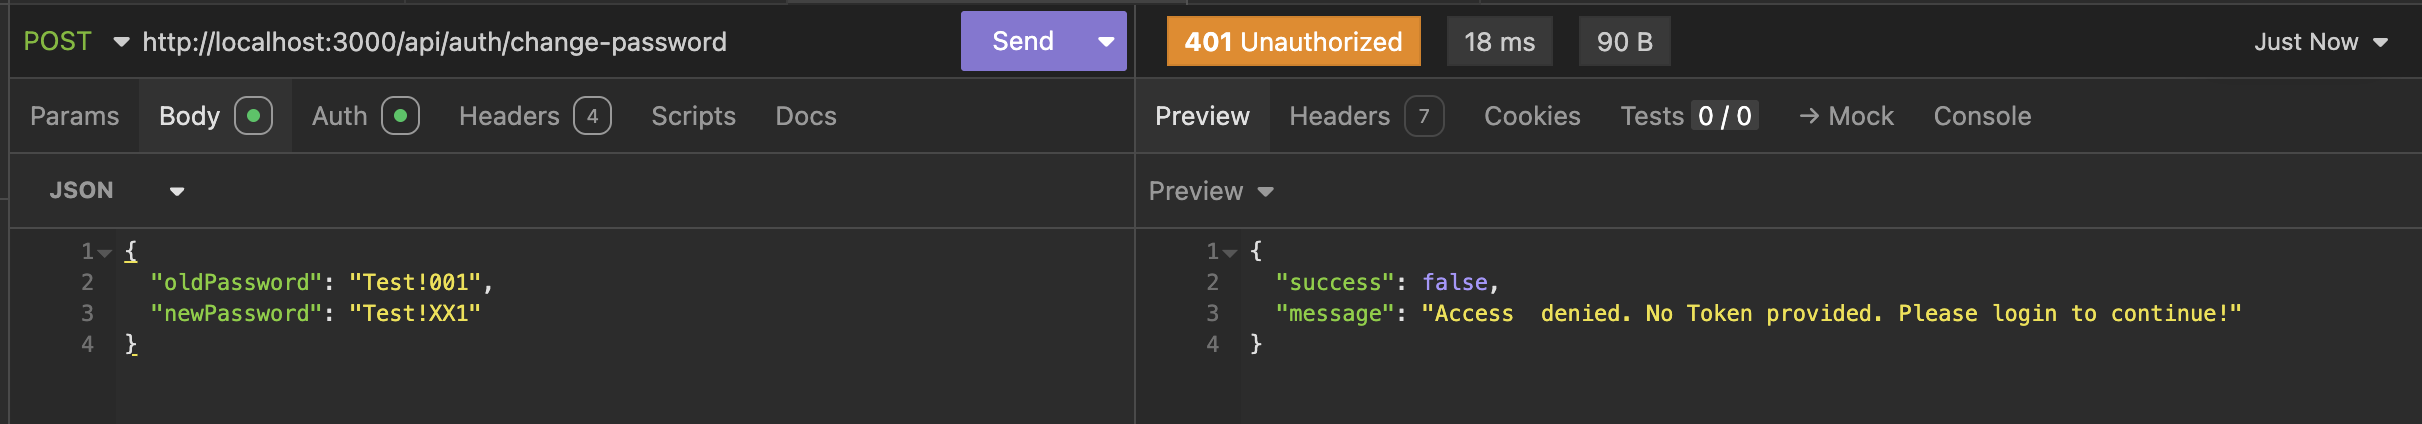 POST http://localhost:3000/api/auth/change-password Send 401 Unauthorized 18 ms 90 B Just Now
Params Body Auth Headers 4 Scripts Docs
Preview Headers 7 Cookies Tests 0 / 0 → Mock Console
JSON
Preview
1 {
2 "oldPassword": "Test!001",
3 "newPassword": "Test!XX1"
4 }
1 {
2 "success": false,
3 "message": "Access  denied. No Token provided. Please login to continue!"
4 }